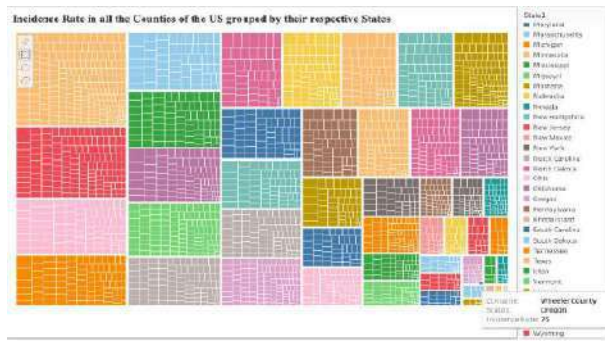 Incidence Rate in all the Counties of the US grouped by their respective States
State1
Maryland
Massachusetts
Michigan
Minnesota
Mississippi
Missouri
Montana
Nebraska
Nevada
New Hampshire
New Jersey
New Mexico
New York
North Carolina
North Dakota
Ohio
Oklahoma
Oregon
Pennsylvania
Rhode Island
South Carolina
South Dakota
Tennessee
Texas
Utah
Vermont
Wheeler County
Oregon
75
Wyoming